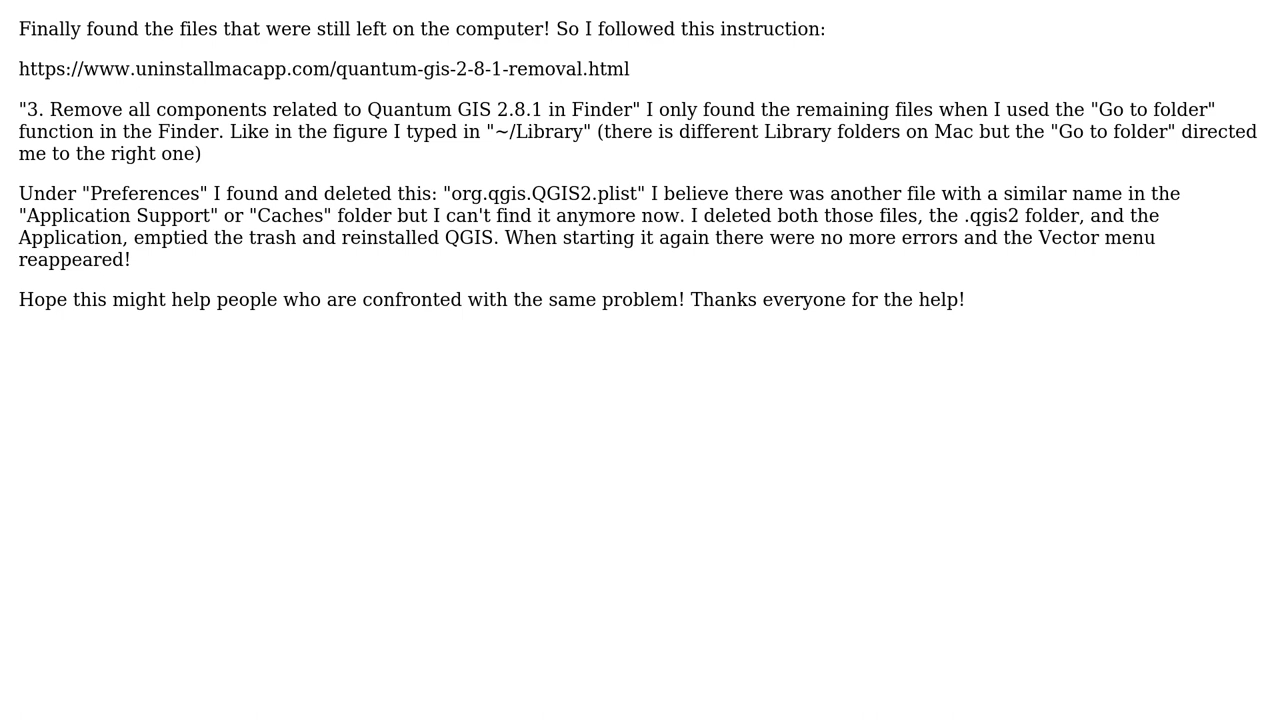 Finally found the files that were still left on the computer! So I followed this instruction:
https://www.uninstallmacapp.com/quantum-gis-2-8-1-removal.html
"3. Remove all components related to Quantum GIS 2.8.1 in Finder" I only found the remaining files when I used the "Go to folder"
function in the Finder. Like in the figure I typed in "~/Library" (there is different Library folders on Mac but the "Go to folder" directed
me to the right one)
Under "Preferences" I found and deleted this: "org.qgis.QGIS2.plist" I believe there was another file with a similar name in the
"Application Support" or "Caches" folder but I can't find it anymore now. I deleted both those files, the .qgis2 folder, and the
Application, emptied the trash and reinstalled QGIS. When starting it again there were no more errors and the Vector menu
reappeared!
Hope this might help people who are confronted with the same problem! Thanks everyone for the help!